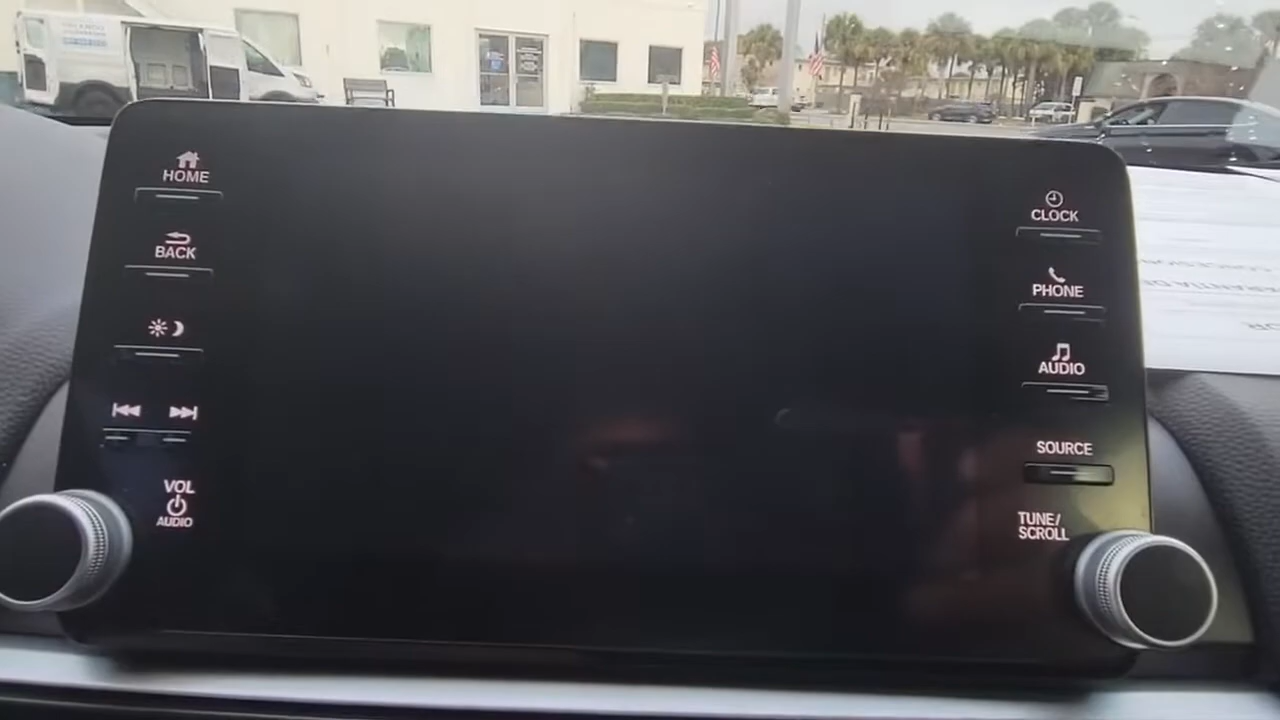 HOME
BACK
VOL
AUDIO
CLOCK
PHONE
AUDIO
SOURCE
TUNE/
SCROLL